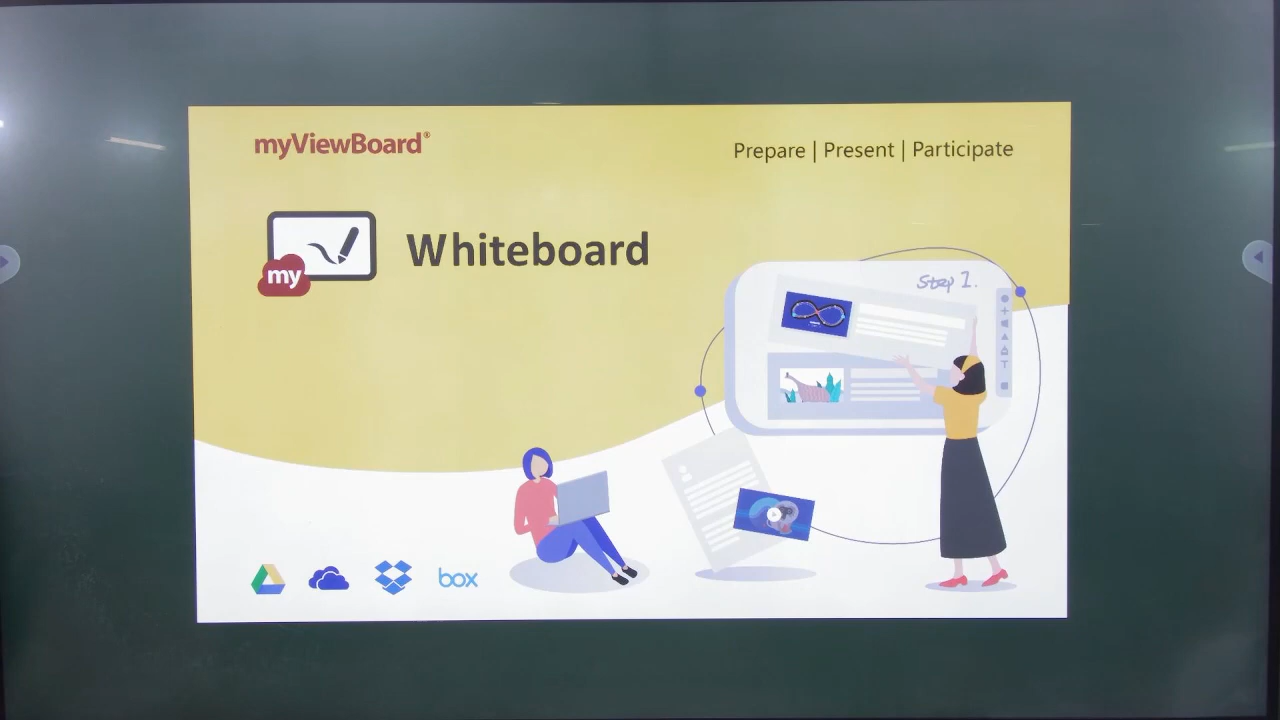 myViewBoard®
Prepare | Present | Participate
my
Whiteboard
Step 1.
T
box